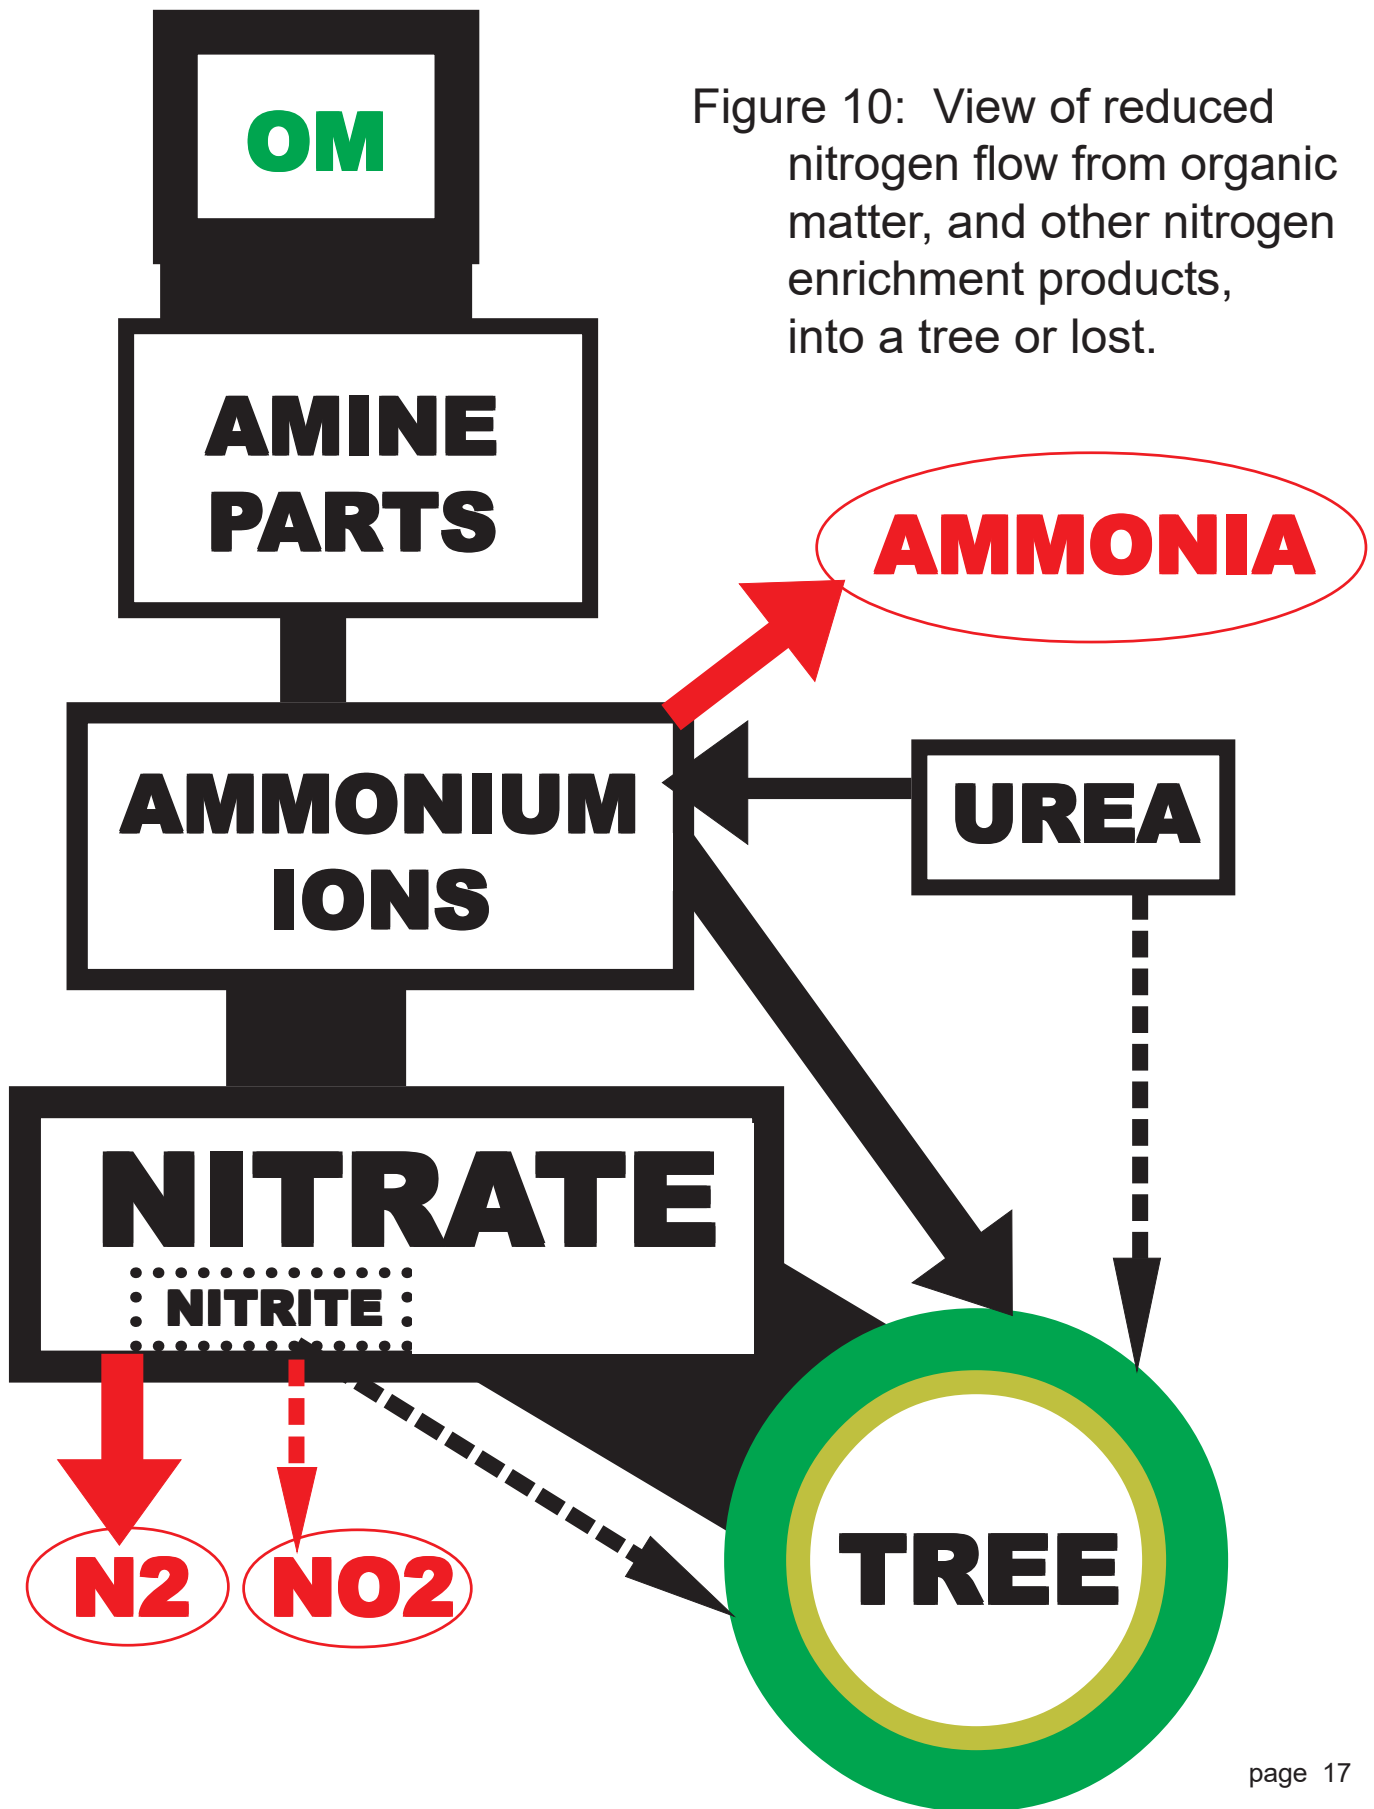 OM
Figure 10:  View of reduced
nitrogen flow from organic
matter, and other nitrogen
enrichment products,
into a tree or lost.
AMINE
PARTS
AMMONIA
AMMONIUM
IONS
UREA
NITRATE
NITRITE
N2
NO2
TREE
page  17